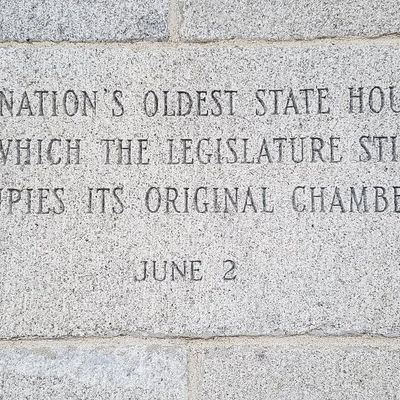 NATION'S OLDEST STATE HOU
WHICH THE LEGISLATURE STI
UPIES ITS ORIGINAL CHAMBE
JUNE 2